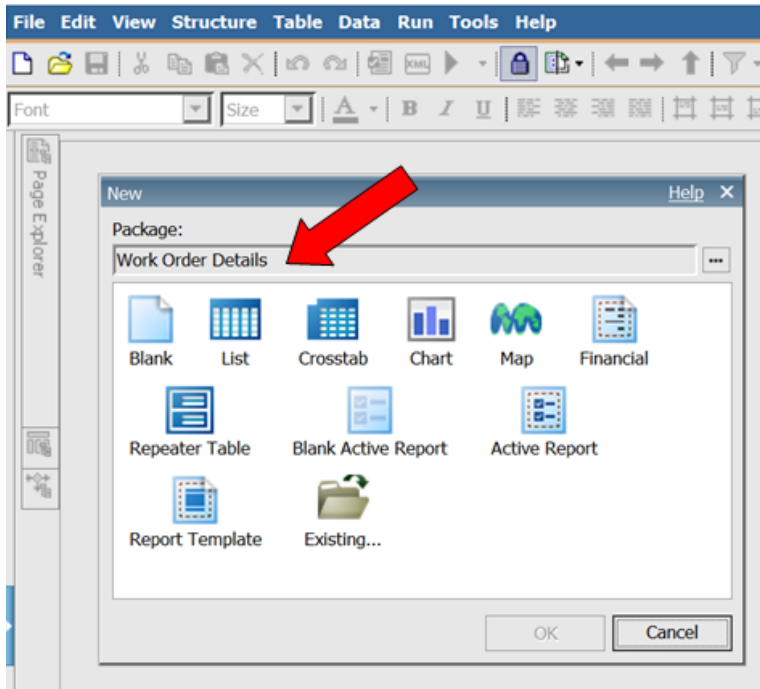 File Edit View Structure Table Data Run Tools Help
XML
Font Size A B I U
Page Explorer
New Help
Package:
Work Order Details ...
Blank List Crosstab Chart Map Financial
Repeater Table Blank Active Report Active Report
Report Template Existing...
OK Cancel